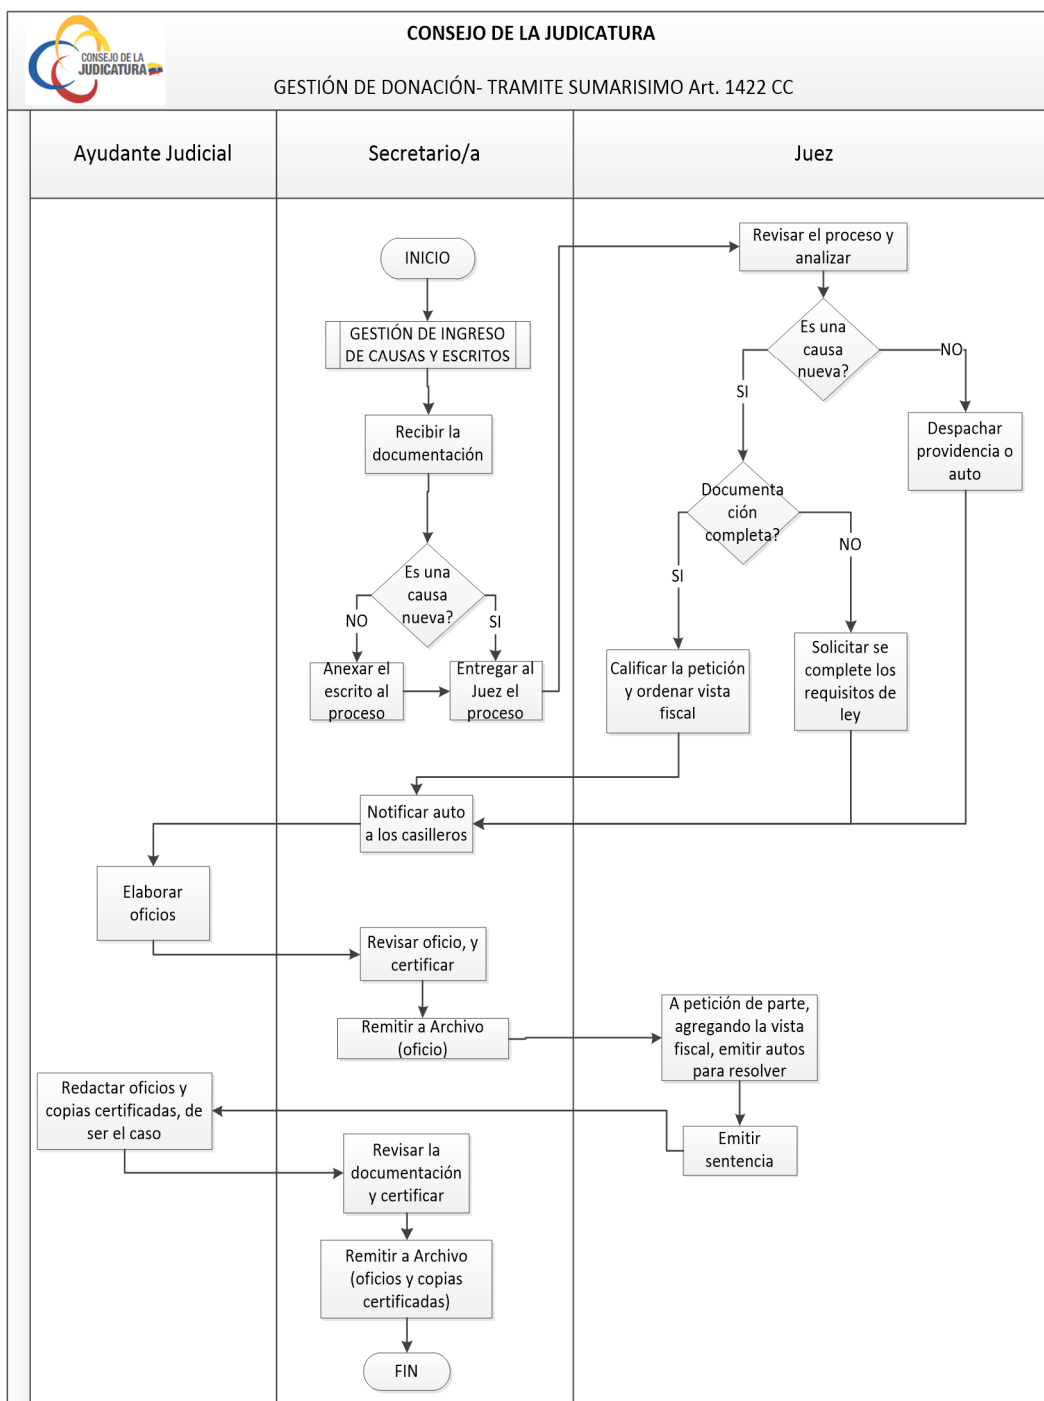 CONSEJO DE LA JUDICATURA
CONSEJO DE LA
JUDICATURA
GESTIÓN DE DONACIÓN- TRAMITE SUMARISIMO Art. 1422 CC
Ayudante Judicial
Secretario/a
Juez
INICIO
GESTIÓN DE INGRESO
DE CAUSAS Y ESCRITOS
Recibir la
documentación
Es una
causa
nueva?
NO
SI
Anexar el
escrito al
proceso
Entregar al
Juez el
proceso
Revisar el proceso y
analizar
Es una
causa
nueva?
NO
SI
Despachar
providencia o
auto
Documenta
ción
completa?
NO
SI
Calificar la petición
y ordenar vista
fiscal
Solicitar se
complete los
requisitos de
ley
Notificar auto
a los casilleros
Elaborar
oficios
Revisar oficio, y
certificar
Remitir a Archivo
(oficio)
A petición de parte,
agregando la vista
fiscal, emitir autos
para resolver
Emitir
sentencia
Redactar oficios y
copias certificadas, de
ser el caso
Revisar la
documentación
y certificar
Remitir a Archivo
(oficios y copias
certificadas)
FIN